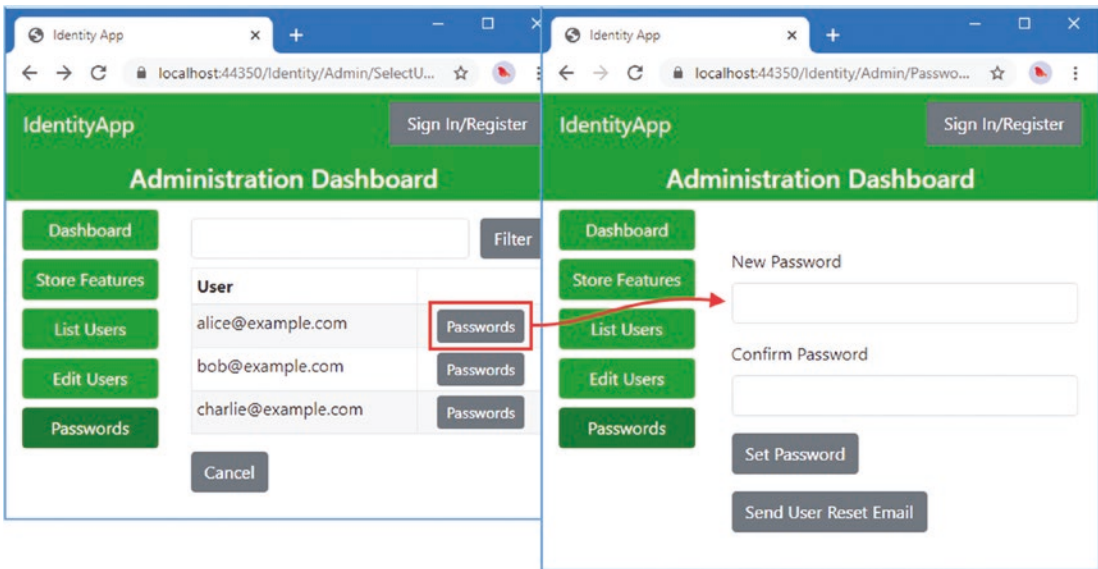 Identity App
localhost:44350/Identity/Admin/SelectU...
IdentityApp
Sign In/Register
Administration Dashboard
Dashboard
Filter
Store Features
User
List Users
alice@example.com
Passwords
bob@example.com
Passwords
Edit Users
charlie@example.com
Passwords
Passwords
Cancel
Identity App
localhost:44350/Identity/Admin/Passwo...
IdentityApp
Sign In/Register
Administration Dashboard
Dashboard
New Password
Store Features
List Users
Confirm Password
Edit Users
Passwords
Set Password
Send User Reset Email